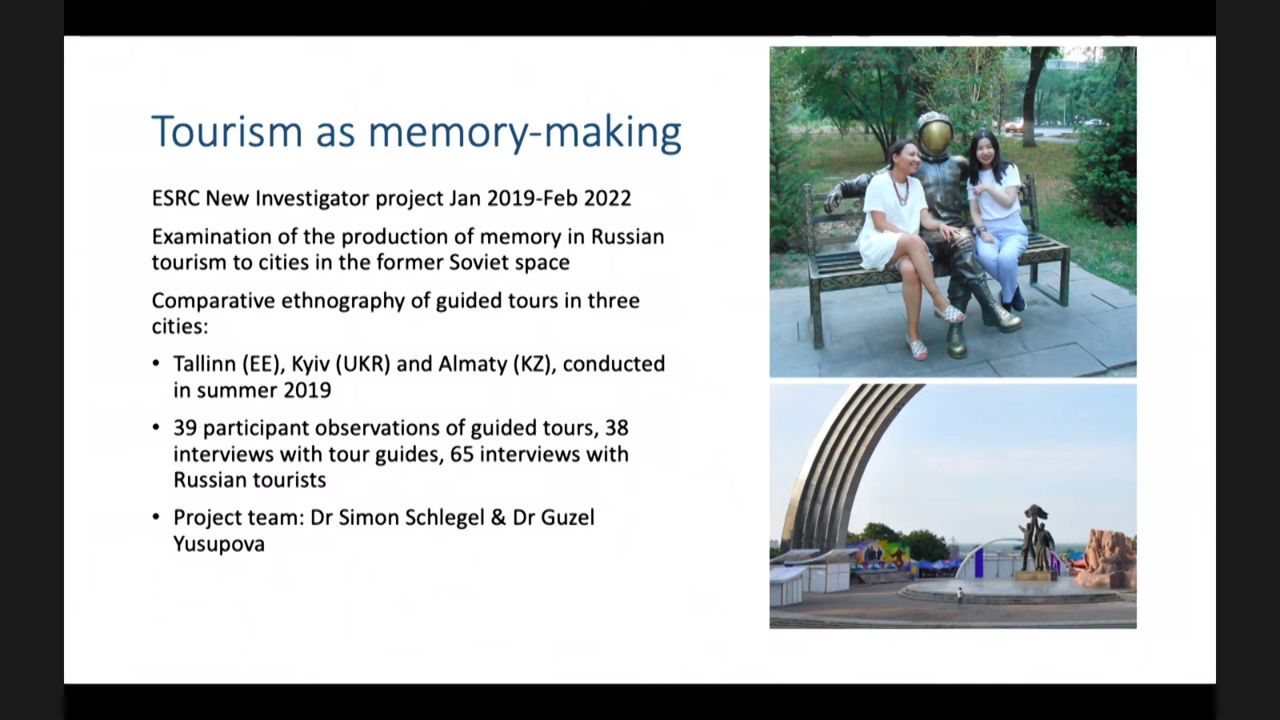 Tourism as memory-making
ESRC New Investigator project Jan 2019-Feb 2022
Examination of the production of memory in Russian
tourism to cities in the former Soviet space
Comparative ethnography of guided tours in three
cities:
• Tallinn (EE), Kyiv (UKR) and Almaty (KZ), conducted
in summer 2019
• 39 participant observations of guided tours, 38
interviews with tour guides, 65 interviews with
Russian tourists
• Project team: Dr Simon Schlegel & Dr Guzel
Yusupova